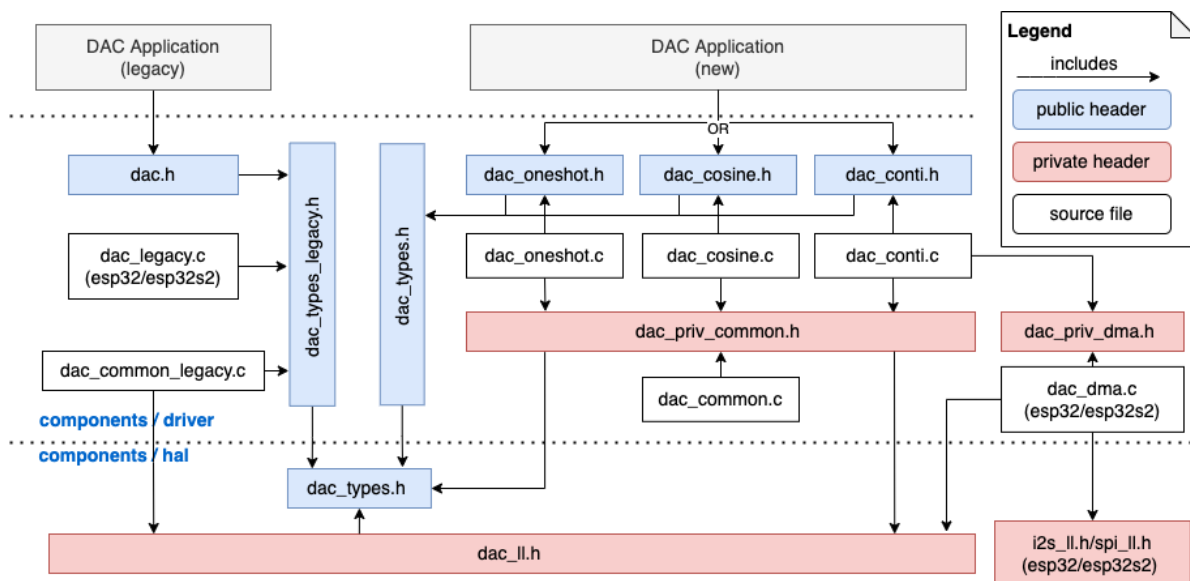 DAC Application
(legacy)
DAC Application
(new)
Legend
includes
public header
private header
source file
OR
dac.h
dac_types_legacy.h
dac_types.h
dac_oneshot.h
dac_cosine.h
dac_conti.h
dac_legacy.c
(esp32/esp32s2)
dac_oneshot.c
dac_cosine.c
dac_conti.c
dac_priv_common.h
dac_priv_dma.h
dac_common_legacy.c
dac_common.c
dac_dma.c
(esp32/esp32s2)
components / driver
components / hal
dac_types.h
dac_ll.h
i2s_ll.h/spi_ll.h
(esp32/esp32s2)